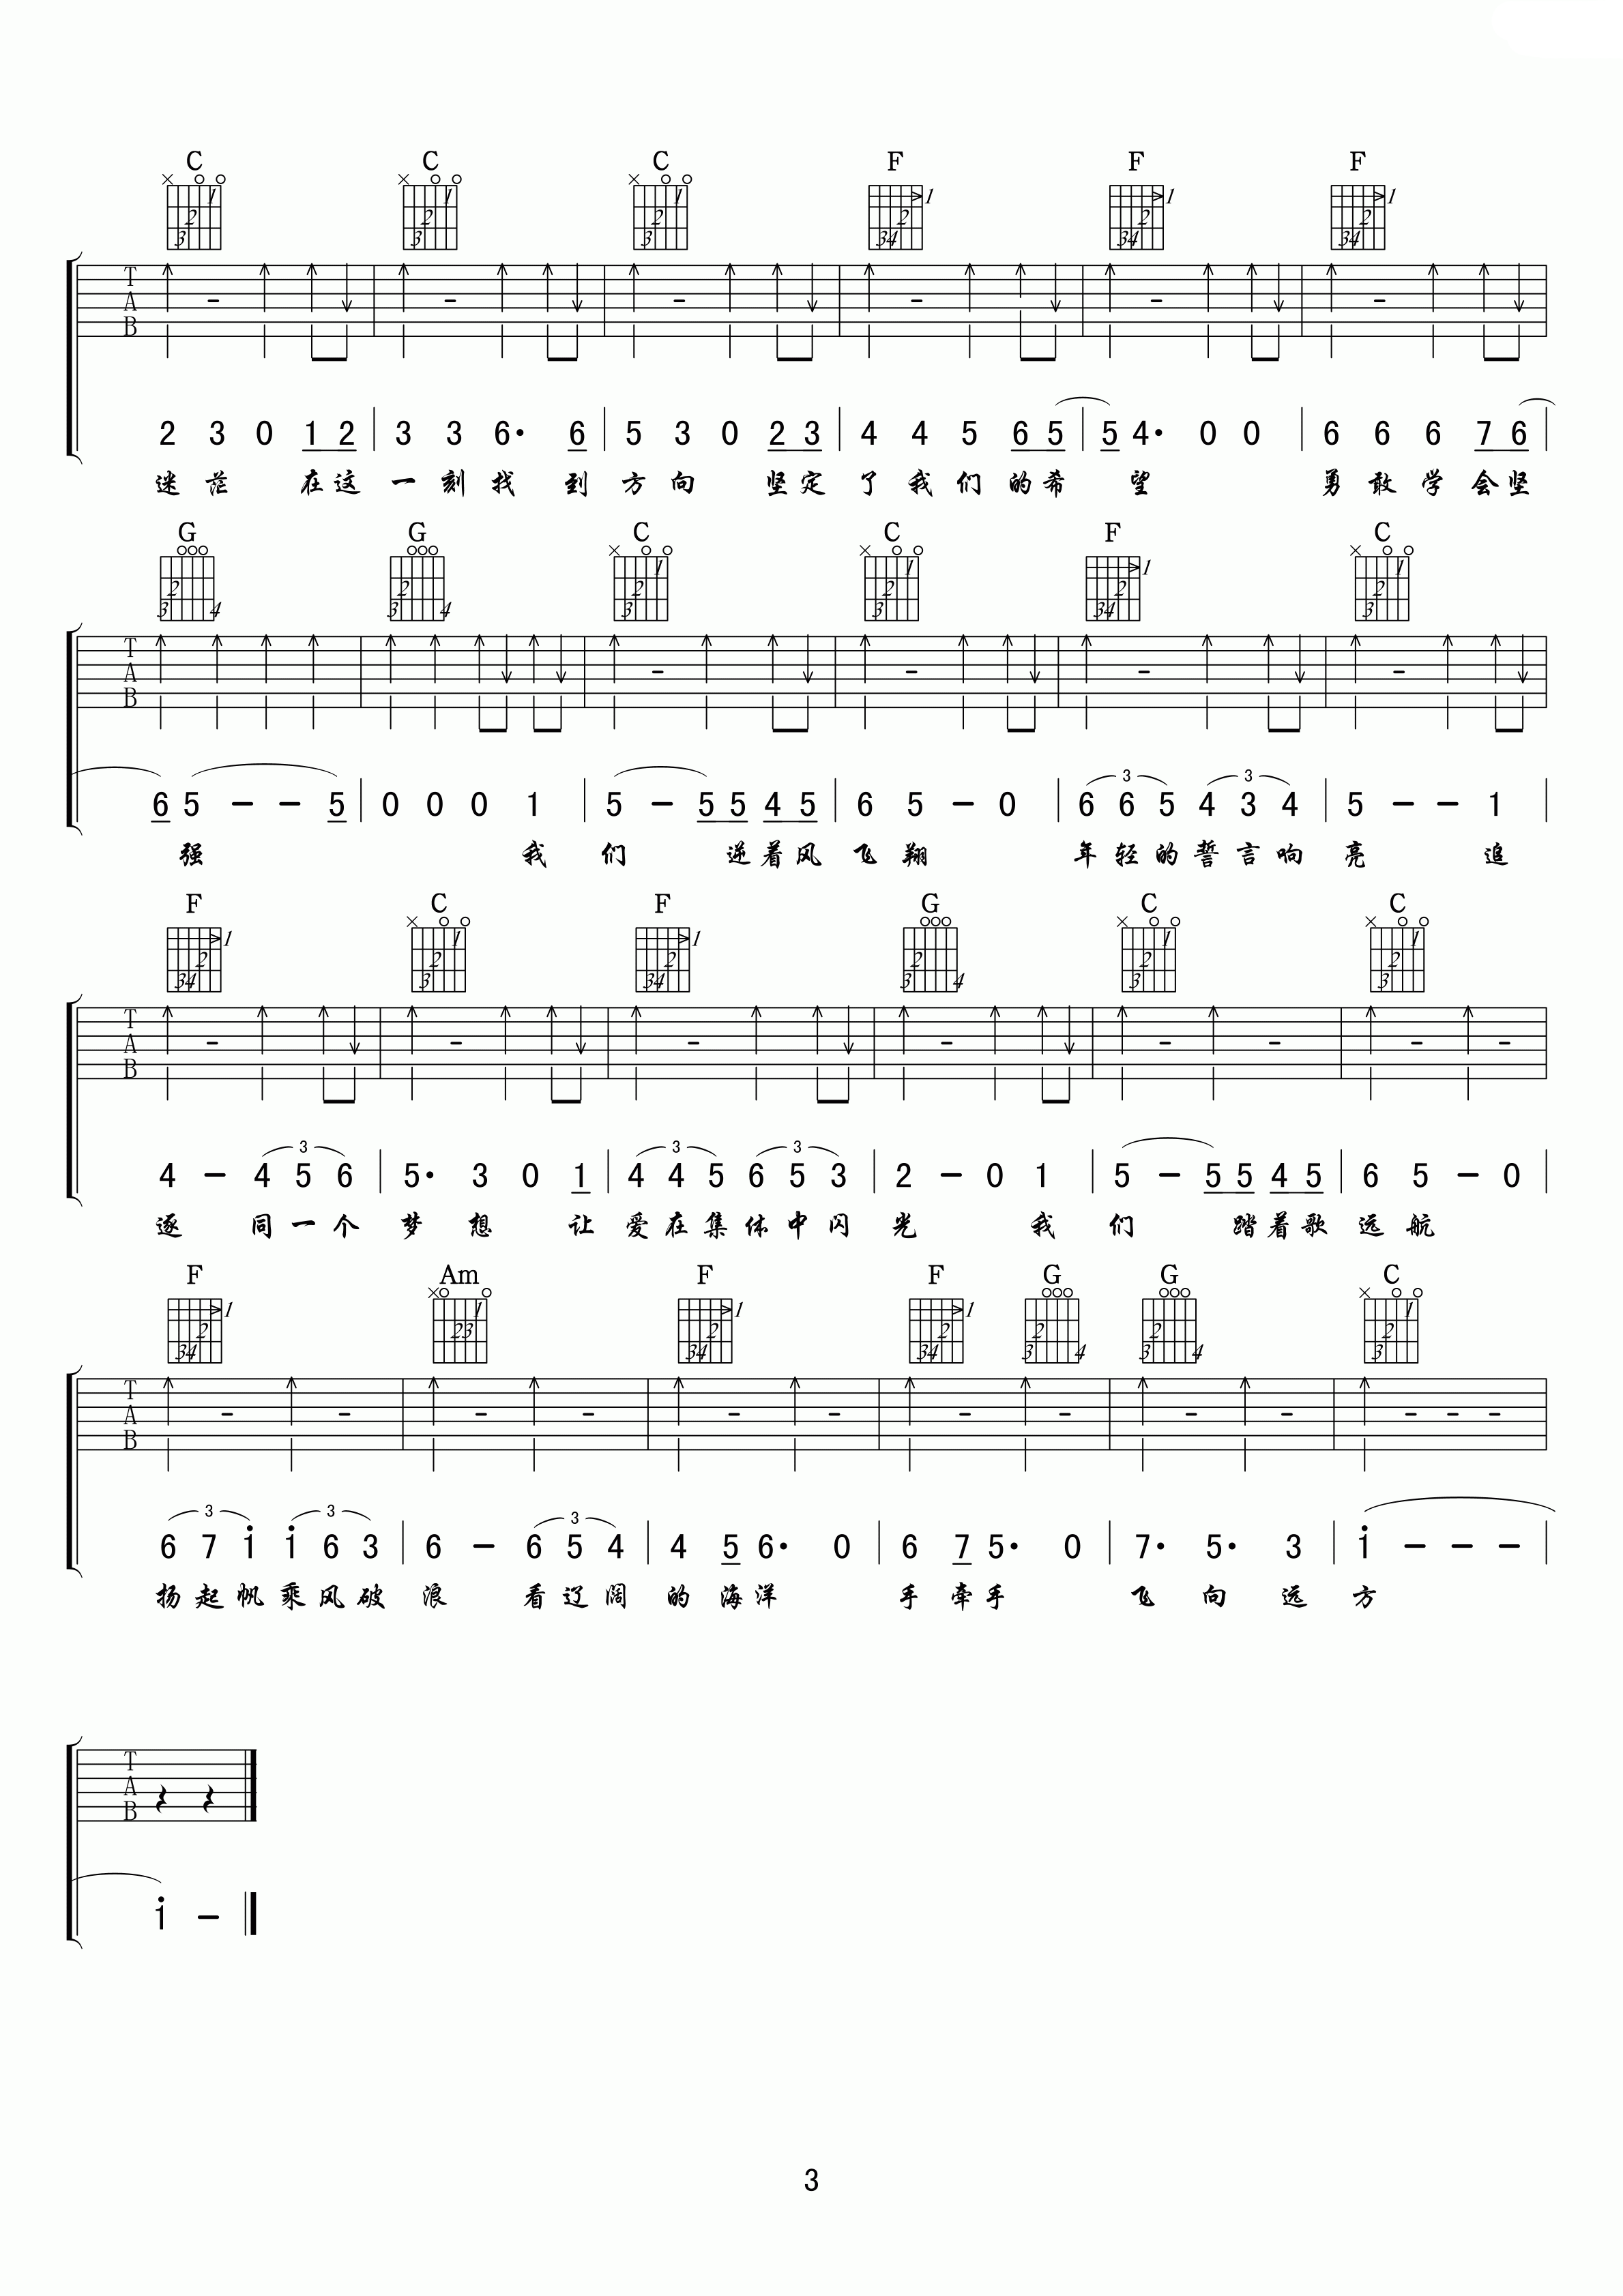 C C C F F F
T
A
B
2 3 0 1 2 3 3 6· 6 5 3 0 2 3 4 4 5 6 5 5 4· 0 0 6 6 6 7 6
迷 茫 在 这 一 刻 找 到 方 向 坚 定 了 我 们 的 希 望 勇 敢 学 会 坚
G G C C F C
T
A
B
6 5 - - 5 0 0 0 1 5 - 5 5 4 5 6 5 - 0 6 6 5 4 3 4 5 - - 1
强 我 们 逆 着 风 飞 翔 年 轻 的 誓 言 响 亮 追
F C F G C C
T
A
B
4 - 4 5 6 5· 3 0 1 4 4 5 6 5 3 2 - 0 1 5 - 5 5 4 5 6 5 - 0
逐 同 一 个 梦 想 让 爱 在 集 体 中 闪 光 我 们 踏 着 歌 远 航
F Am F F G G C
T
A
B
6 7 i i 6 3 6 - 6 5 4 4 5 6· 0 6 7 5· 0 7· 5· 3 i - - -
扬 起 帆 乘 风 破 浪 看 辽 阔 的 海 洋 手 牵 手 飞 向 远 方
T
A
B
i -
3